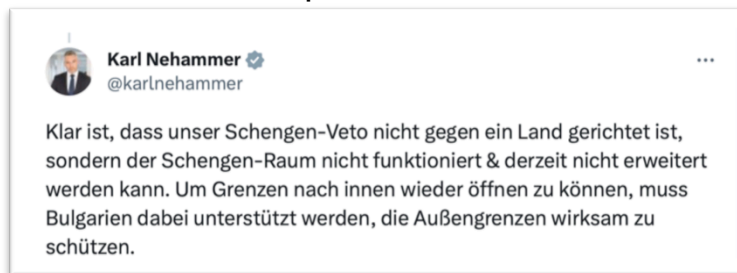 Karl Nehammer
@karlnehammer
Klar ist, dass unser Schengen-Veto nicht gegen ein Land gerichtet ist,
sondern der Schengen-Raum nicht funktioniert & derzeit nicht erweitert
werden kann. Um Grenzen nach innen wieder öffnen zu können, muss
Bulgarien dabei unterstützt werden, die Außengrenzen wirksam zu
schützen.